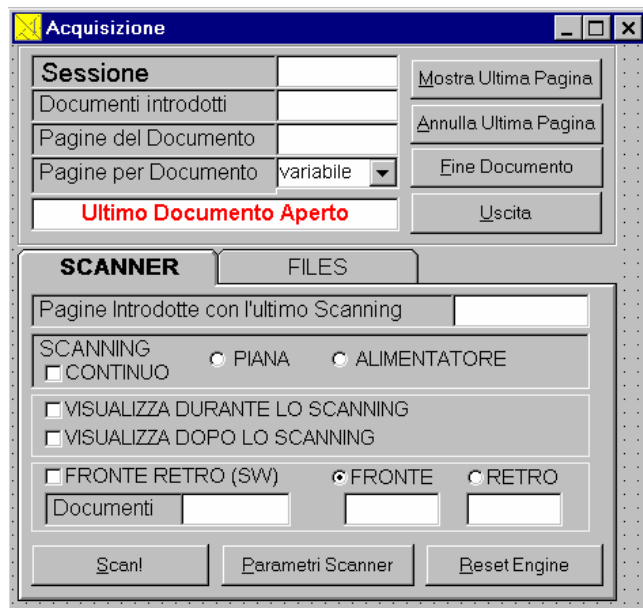 Acquisizione
Sessione
Mostra Ultima Pagina
Documenti introdotti
Annulla Ultima Pagina
Pagine del Documento
Pagine per Documento variabile
Fine Documento
Ultimo Documento Aperto
Uscita
SCANNER FILES
Pagine Introdotte con l'ultimo Scanning
SCANNING
CONTINUO PIANA ALIMENTATORE
VISUALIZZA DURANTE LO SCANNING
VISUALIZZA DOPO LO SCANNING
FRONTE RETRO (SW) FRONTE RETRO
Documenti
Scan! Parametri Scanner Reset Engine